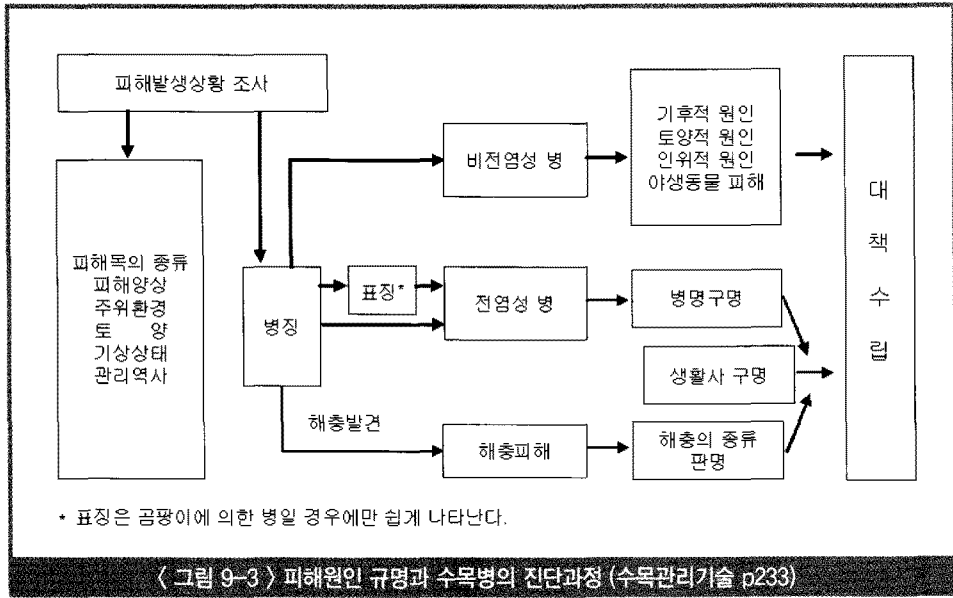 피해발생상황 조사
피해목의 종류
피해양상
주위환경
토 양
기상상태
관리역사
병징
표징*
해충발견
비전염성 병
전염성 병
해충피해
기후적 원인
토양적 원인
인위적 원인
야생동물 피해
병명구명
생활사 구명
해충의 종류
판명
대
책
수
립
* 표징은 곰팡이에 의한 병일 경우에만 쉽게 나타난다.
〈 그림 9-3 〉 피해원인 규명과 수목병의 진단과정 (수목관리기술 p233)